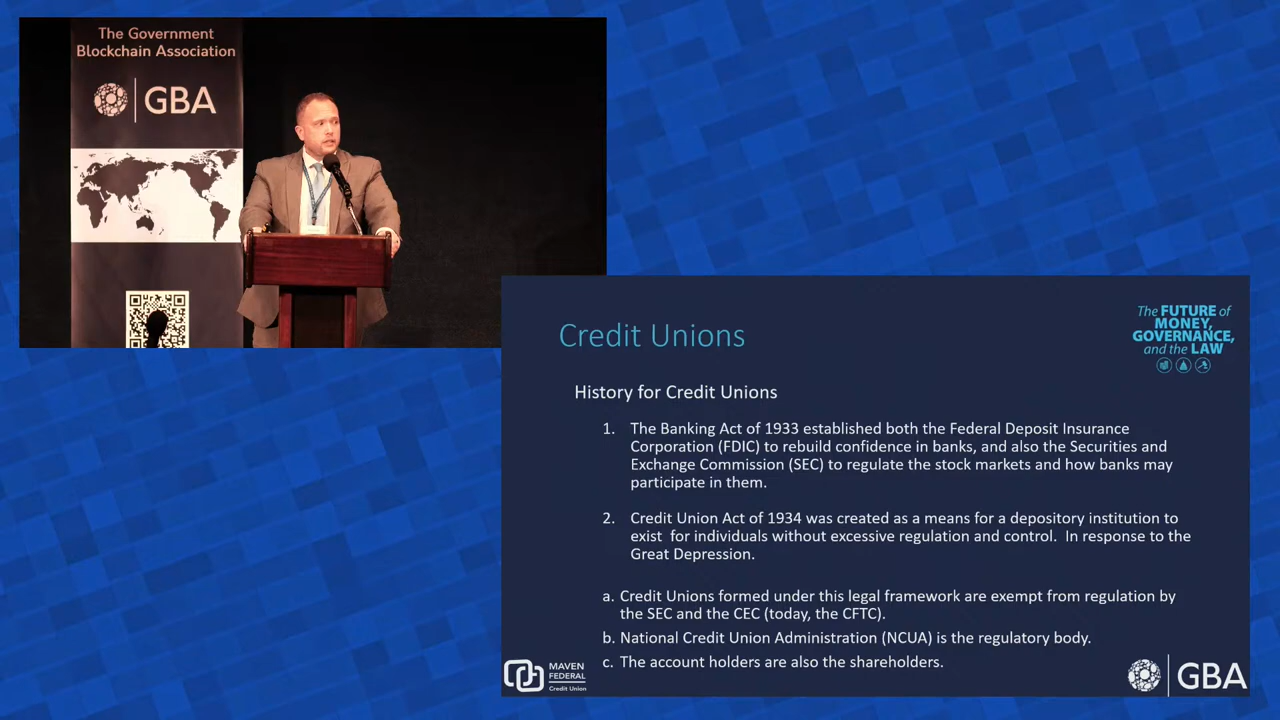 The Government
Blockchain Association
GBA
Credit Unions
The FUTURE of
MONEY,
GOVERNANCE,
and the LAW
History for Credit Unions
1. The Banking Act of 1933 established both the Federal Deposit Insurance
Corporation (FDIC) to rebuild confidence in banks, and also the Securities and
Exchange Commission (SEC) to regulate the stock markets and how banks may
participate in them.
2. Credit Union Act of 1934 was created as a means for a depository institution to
exist for individuals without excessive regulation and control. In response to the
Great Depression.
a. Credit Unions formed under this legal framework are exempt from regulation by
the SEC and the CEC (today, the CFTC).
b. National Credit Union Administration (NCUA) is the regulatory body.
c. The account holders are also the shareholders.
MAVEN
FEDERAL
Credit Union
GBA